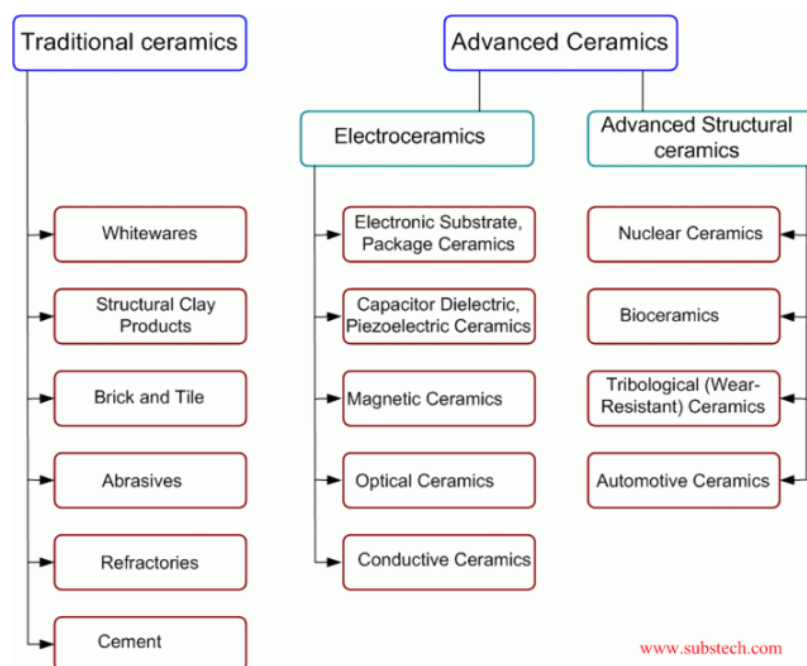 Traditional ceramics
Whitewares
Structural Clay
Products
Brick and Tile
Abrasives
Refractories
Cement
Advanced Ceramics
Electroceramics
Electronic Substrate,
Package Ceramics
Capacitor Dielectric,
Piezoelectric Ceramics
Magnetic Ceramics
Optical Ceramics
Conductive Ceramics
Advanced Structural
ceramics
Nuclear Ceramics
Bioceramics
Tribological (Wear-
Resistant) Ceramics
Automotive Ceramics
www.substech.com